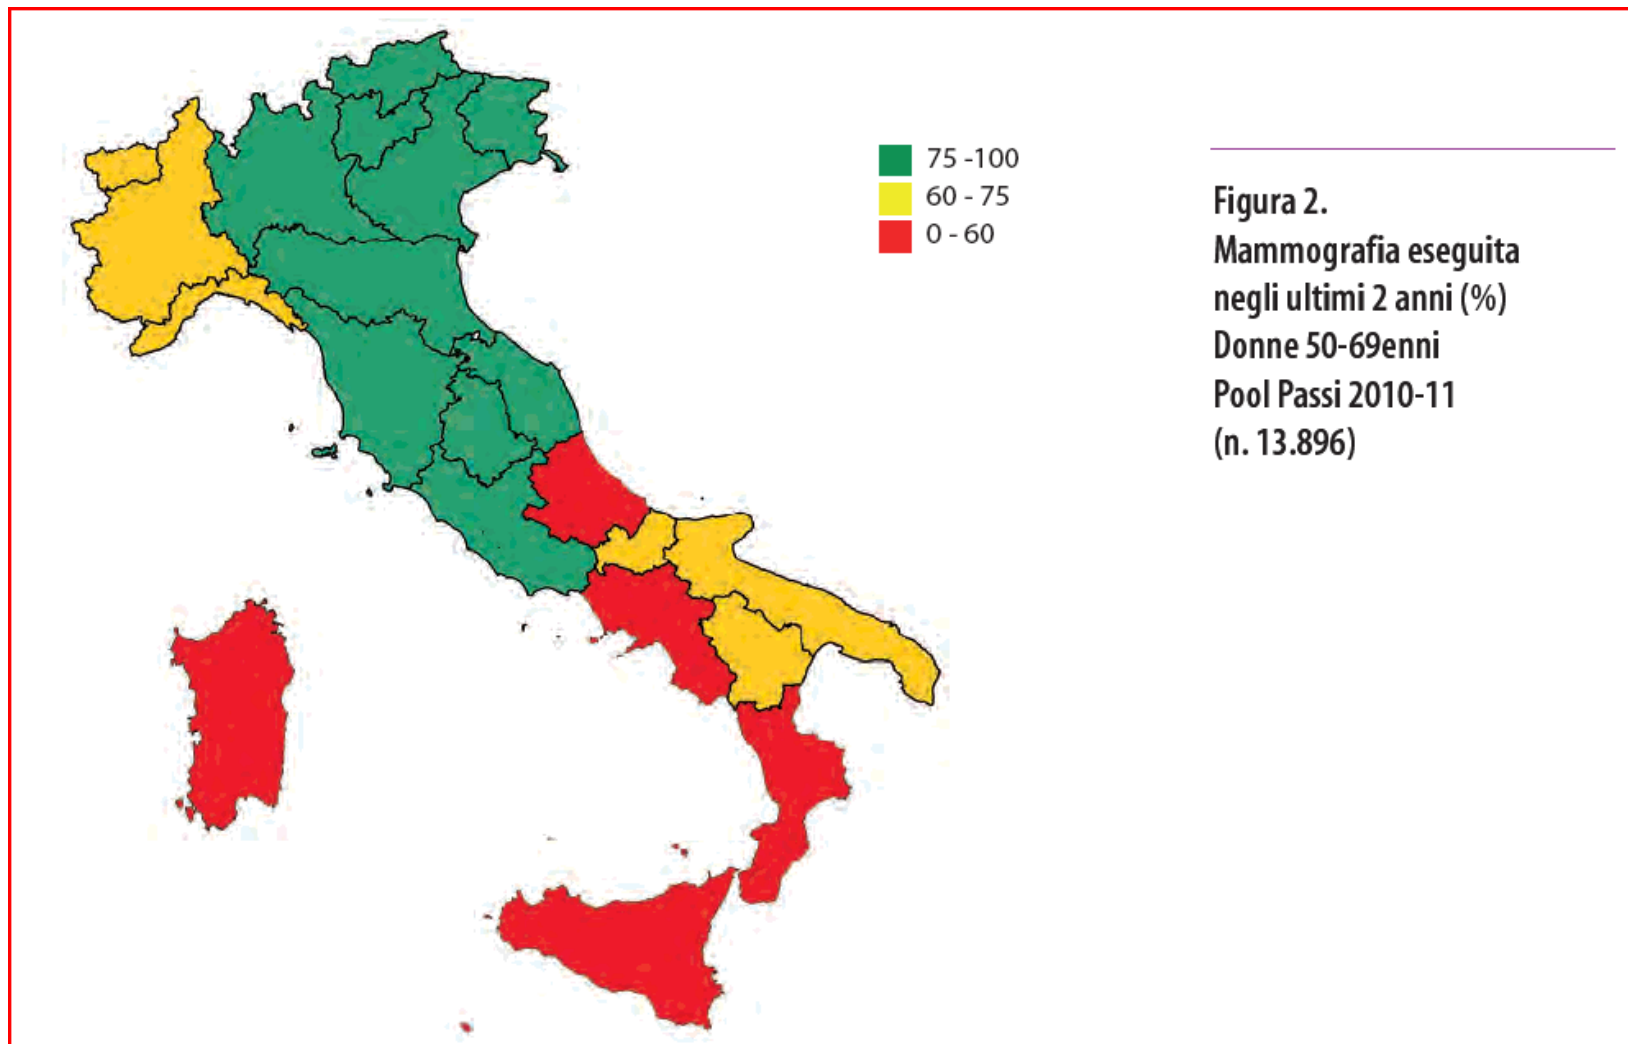 75 -100
60 - 75
0 - 60
Figura 2.
Mammografia eseguita
negli ultimi 2 anni (%)
Donne 50-69enni
Pool Passi 2010-11
(n. 13.896)